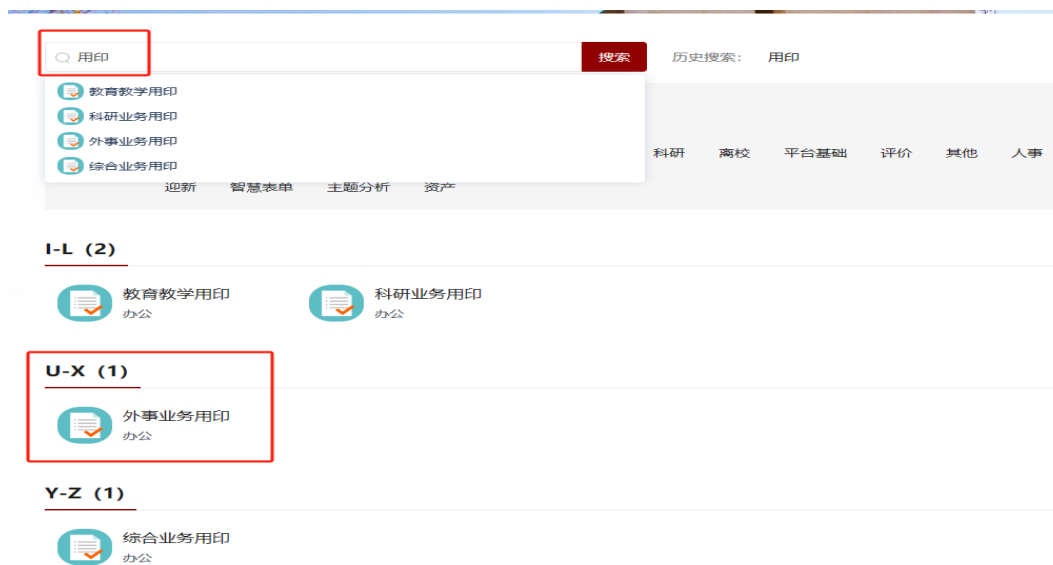 用印 搜索 历史搜索: 用印
教育教学用印
科研业务用印
外事业务用印
综合业务用印
科研 离校 平台基础 评价 其他 人事
迎新 智慧表单 主题分析 资产
I-L (2)
教育教学用印 科研业务用印
办公 办公
U-X (1)
外事业务用印
办公
Y-Z (1)
综合业务用印
办公